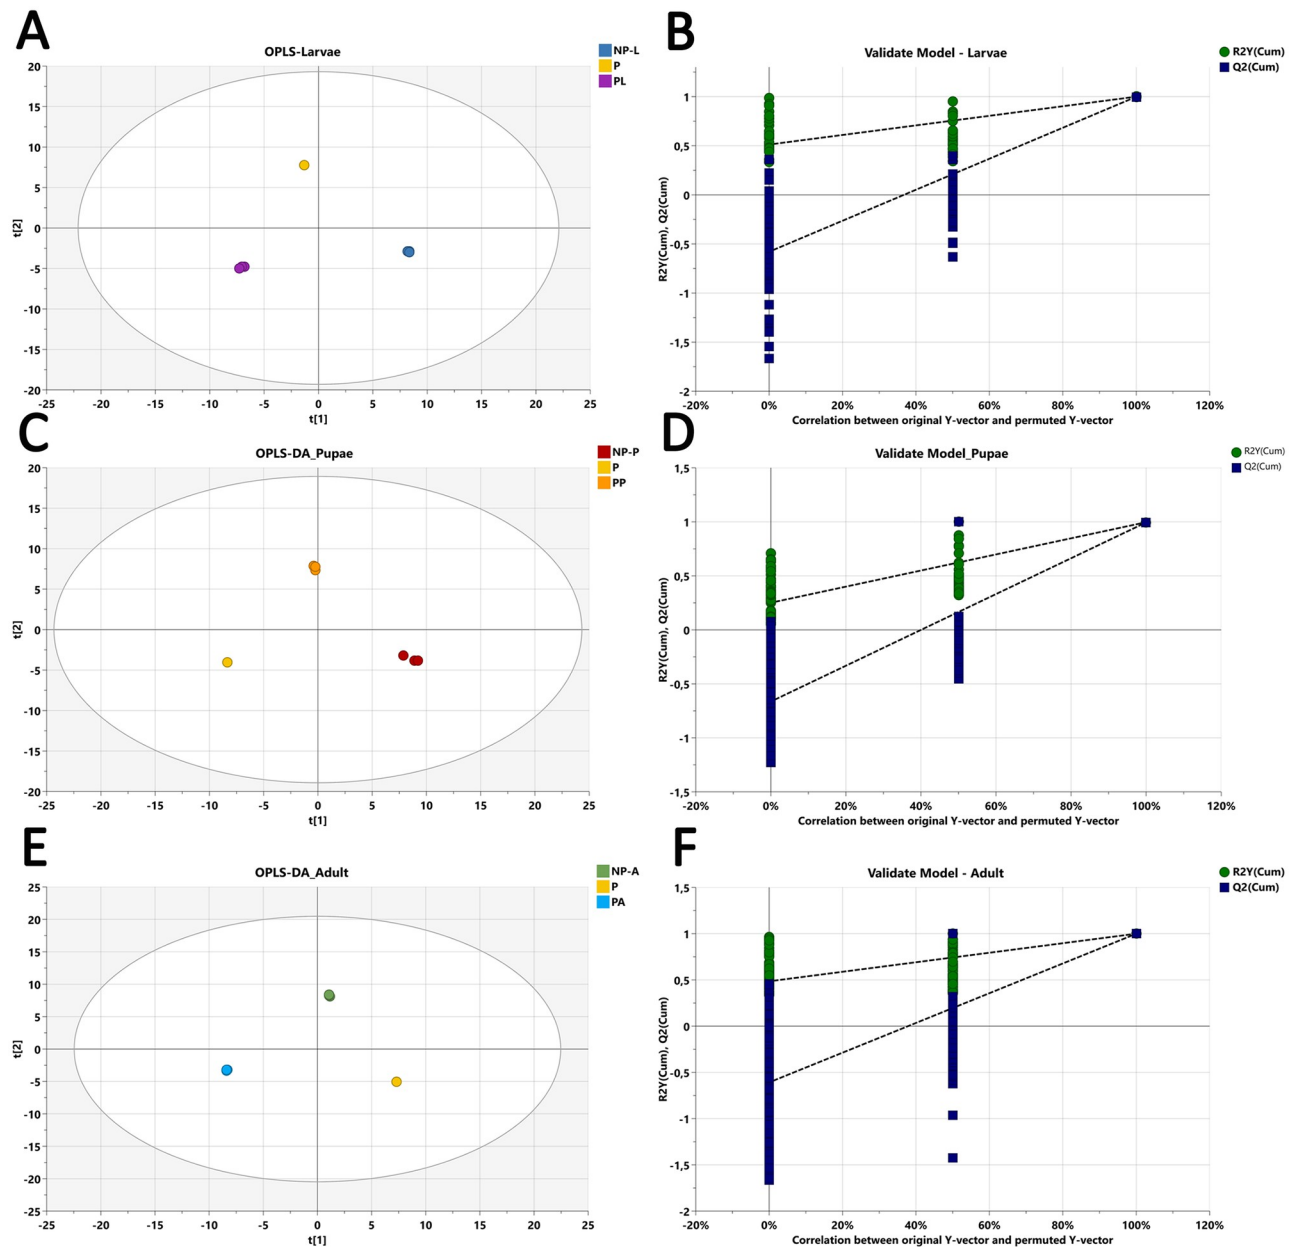 A
OPLS-Larvae
NP-L
P
PL
20
15
10
5
0
-5
-10
-15
-20
t[2]
-25 -20 -15 -10 -5 0 5 10 15 20 25
t[1]
B
Validate Model - Larvae
R2Y(Cum)
Q2(Cum)
1
0,5
0
-0,5
-1
-1,5
-2
R2Y(Cum), Q2(Cum)
-20% 0% 20% 40% 60% 80% 100% 120%
Correlation between original Y-vector and permuted Y-vector
C
OPLS-DA_Pupae
NP-P
P
PP
20
15
10
5
0
-5
-10
-15
-20
t[2]
-25 -20 -15 -10 -5 0 5 10 15 20 25
t[1]
D
Validate Model_Pupae
R2Y(Cum)
Q2(Cum)
1,5
1
0,5
0
-0,5
-1
-1,5
R2Y(Cum), Q2(Cum)
-20% 0% 20% 40% 60% 80% 100% 120%
Correlation between original Y-vector and permuted Y-vector
E
OPLS-DA_Adult
NP-A
P
PA
25
20
15
10
5
0
-5
-10
-15
-20
-25
t[2]
-25 -20 -15 -10 -5 0 5 10 15 20 25
t[1]
F
Validate Model - Adult
R2Y(Cum)
Q2(Cum)
1,5
1
0,5
0
-0,5
-1
-1,5
-2
R2Y(Cum), Q2(Cum)
-20% 0% 20% 40% 60% 80% 100% 120%
Correlation between original Y-vector and permuted Y-vector